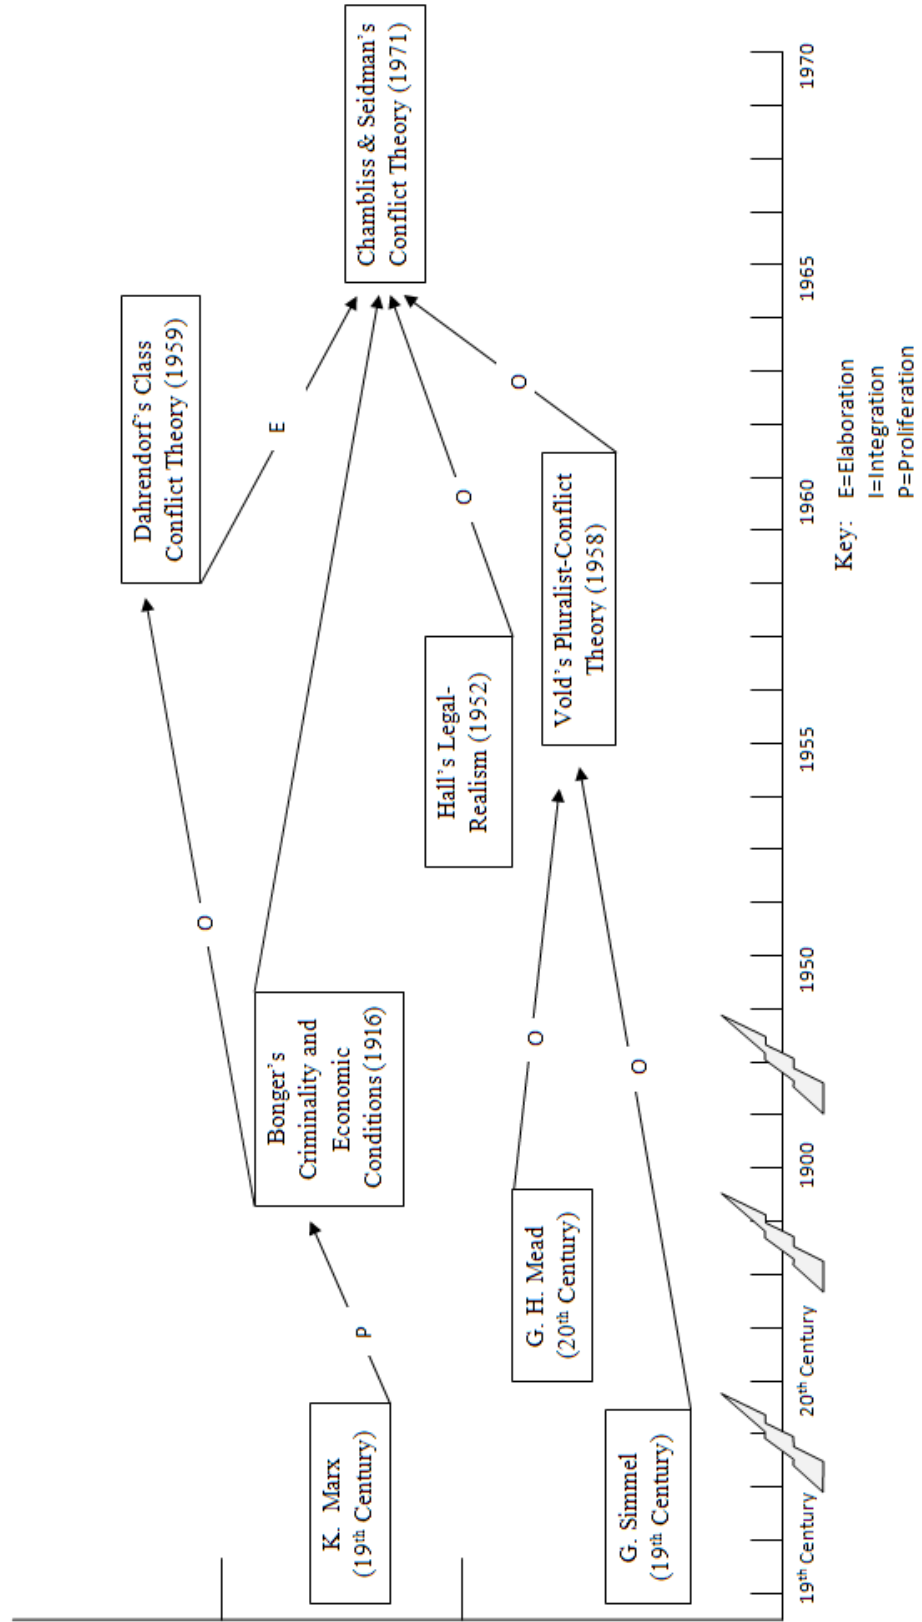 Dahrendorf's Class
Conflict Theory (1959)
Chambliss & Seidman's
Conflict Theory (1971)
E
O
Bonger's
Criminality and
Economic
Conditions (1916)
P
K. Marx
(19th Century)
O
Hall's Legal-
Realism (1952)
O
Vold's Pluralist-Conflict
Theory (1958)
O
G. H. Mead
(20th Century)
O
G. Simmel
(19th Century)
19th Century 20th Century 1900 1950 1955 1960 1965 1970
Key: E=Elaboration
I=Integration
P=Proliferation